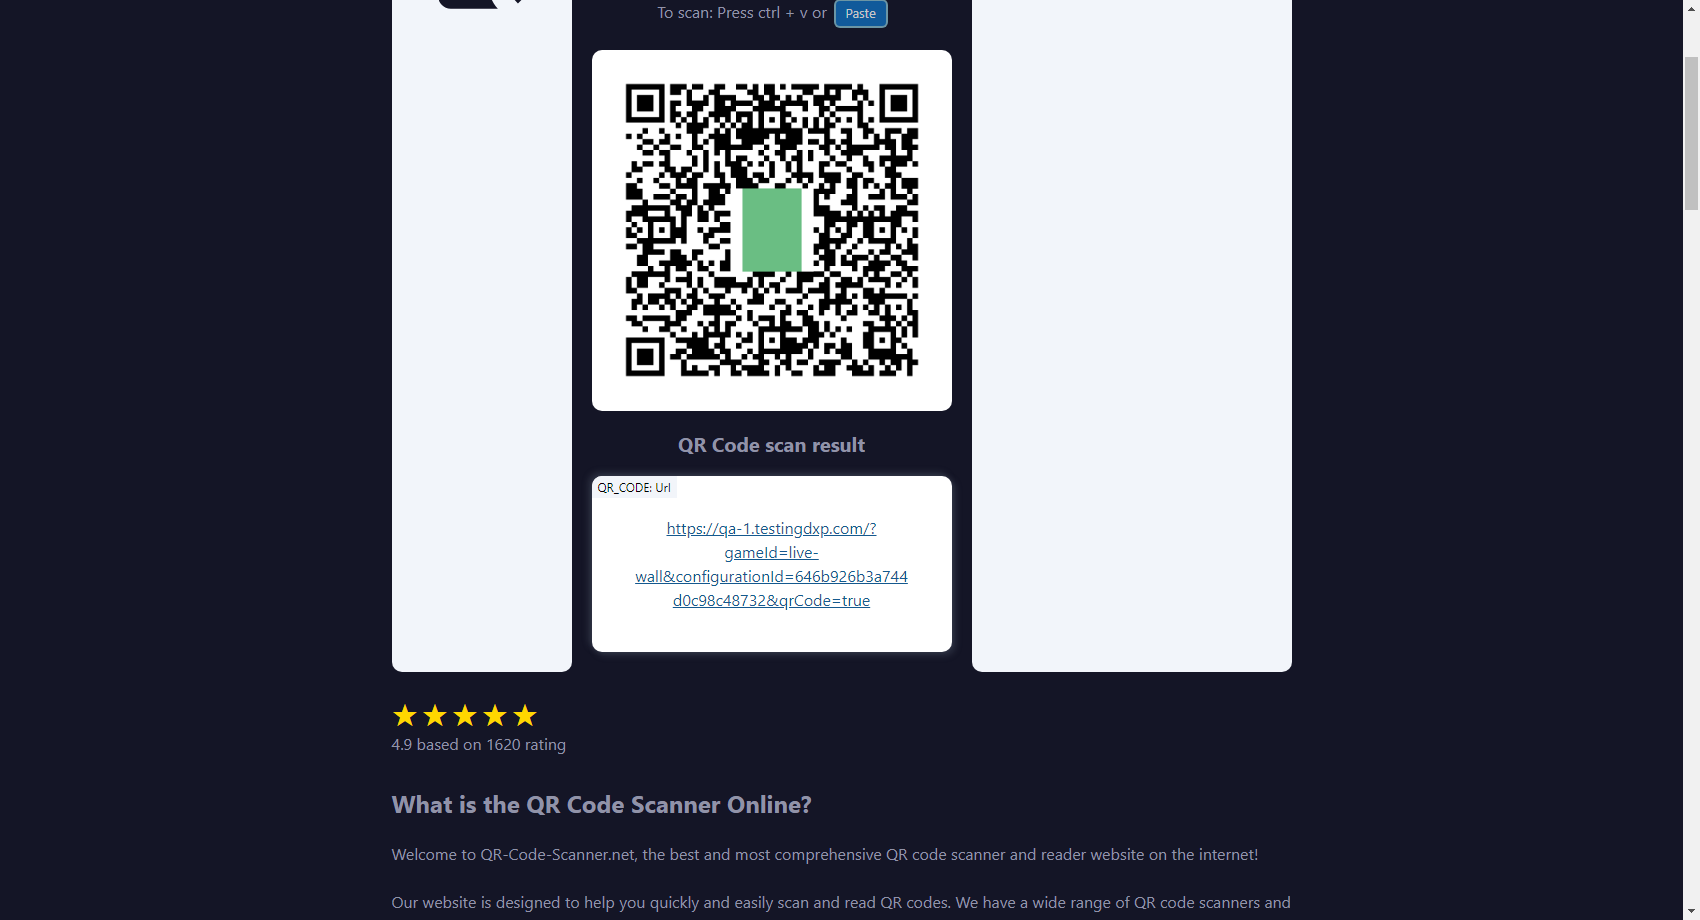 To scan: Press ctrl + v or Paste
QR Code scan result
QR_CODE: Url
https://qa-1.testingdxp.com/?
gameId=live-
wall&configurationId=646b926b3a744
d0c98c48732&qrCode=true
4.9 based on 1620 rating
What is the QR Code Scanner Online?
Welcome to QR-Code-Scanner.net, the best and most comprehensive QR code scanner and reader website on the internet!
Our website is designed to help you quickly and easily scan and read QR codes. We have a wide range of QR code scanners and